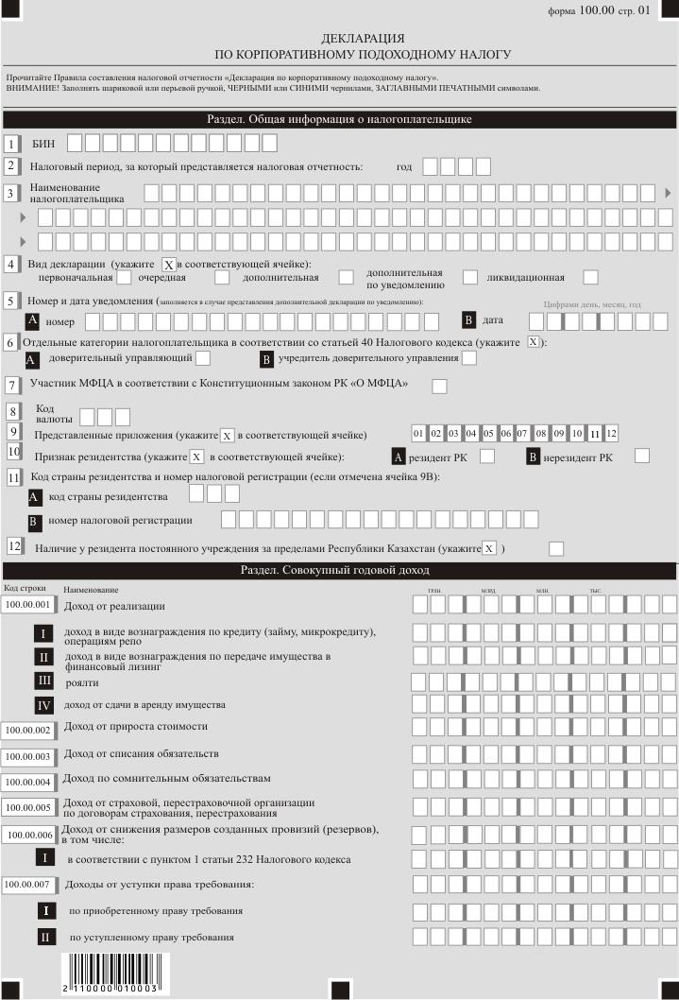 форма 100.00 стр. 01
ДЕКЛАРАЦИЯ
ПО КОРПОРАТИВНОМУ ПОДОХОДНОМУ НАЛОГУ
Прочитайте Правила составления налоговой отчетности «Декларация по корпоративному подоходному налогу».
ВНИМАНИЕ! Заполнять шариковой или перьевой ручкой, ЧЕРНЫМИ или СИНИМИ чернилами, ЗАГЛАВНЫМИ ПЕЧАТНЫМИ символами.
Раздел. Общая информация о налогоплательщике
1 БИН
2 Налоговый период, за который представляется налоговая отчетность: год
3 Наименование
налогоплательщика
4 Вид декларации (укажите X в соответствующей ячейке):
первоначальная очередная дополнительная дополнительная
по уведомлению ликвидационная
5 Номер и дата уведомления (заполняется в случае представления дополнительной декларации по уведомлению):
Цифрами день, месяц, год
A номер B дата
6 Отдельные категории налогоплательщика в соответствии со статьей 40 Налогового кодекса (укажите X ):
A доверительный управляющий B учредитель доверительного управления
7 Участник МФЦА в соответствии с Конституционным законом РК «О МФЦА»
8 Код
валюты
9 Представленные приложения (укажите X в соответствующей ячейке) 01 02 03 04 05 06 07 08 09 10 11 12
10 Признак резидентства (укажите X в соответствующей ячейке): A резидент РК B нерезидент РК
11 Код страны резидентства и номер налоговой регистрации (если отмечена ячейка 9В):
A код страны резидентства
B номер налоговой регистрации
12 Наличие у резидента постоянного учреждения за пределами Республики Казахстан (укажите X )
Раздел. Совокупный годовой доход
Код строки Наименование ТРЛН. МЛРД. МЛН. ТЫС.
100.00.001 Доход от реализации
I доход в виде вознаграждения по кредиту (займу, микрокредиту),
операциям репо
II доход в виде вознаграждения по передаче имущества в
финансовый лизинг
III роялти
IV доход от сдачи в аренду имущества
100.00.002 Доход от прироста стоимости
100.00.003 Доход от списания обязательств
100.00.004 Доход по сомнительным обязательствам
100.00.005 Доход от страховой, перестраховочной организации
по договорам страхования, перестрахования
100.00.006 Доход от снижения размеров созданных провизий (резервов),
в том числе:
I в соответствии с пунктом 1 статьи 232 Налогового кодекса
100.00.007 Доходы от уступки права требования:
I по приобретенному праву требования
II по уступленному праву требования
2 110000 010003